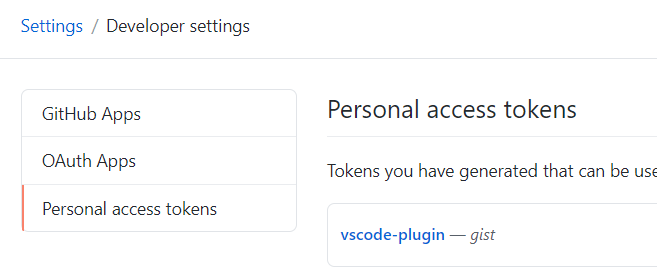 Settings / Developer settings
GitHub Apps
OAuth Apps
Personal access tokens
Personal access tokens
Tokens you have generated that can be use
vscode-plugin — gist